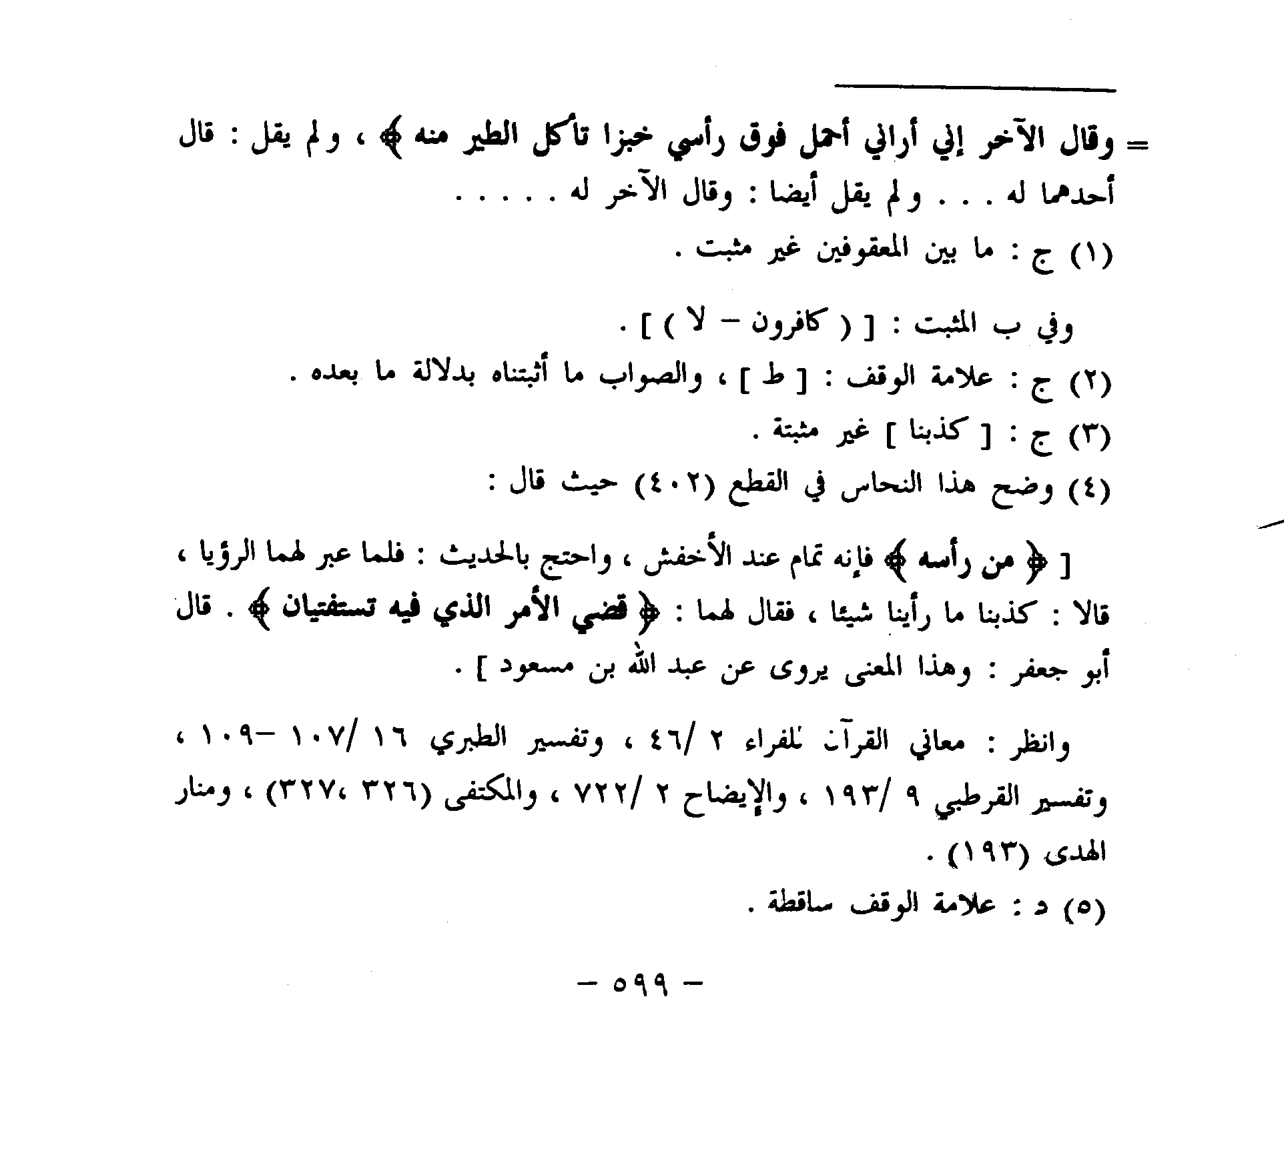 = وقال الآخر إني أراني أحمل فوق رأسي خبزا تأكل الطير منه ﴾ ، ولم يقل : قال
أحدهما له . . . ولم يقل أيضا : وقال الآخر له . . . . .
(١) ج : ما بين المعقوفين غير مثبت .
وفي ب المثبت : [ ( كافرون – لا ) ] .
(٢) ج : علامة الوقف : [ ط ] ، والصواب ما أثبتناه بدلالة ما بعده .
(٣) ج : [ كذبنا ] غير مثبتة .
(٤) وضح هذا النحاس في القطع (٤٠٢) حيث قال :
[ ﴿ من رأسه ﴾ فإنه تمام عند الأخفش ، واحتج بالحديث : فلما عبر لهما الرؤيا ،
قالا : كذبنا ما رأينا شيئا ، فقال لهما : ﴿ قضي الأمر الذي فيه تستفتيان ﴾ . قال
أبو جعفر : وهذا المعنى يروى عن عبد الله بن مسعود ] .
وانظر : معاني القرآن للفراء ٢ /٤٦ ، وتفسير الطبري ١٦ /١٠٧ –١٠٩ ،
وتفسير القرطبي ٩ /١٩٣ ، والإيضاح ٢ /٧٢٢ ، والمكتفى (٣٢٦ ،٣٢٧) ، ومنار
الهدى (١٩٣) .
(٥) د : علامة الوقف ساقطة .
– ٥٩٩ –